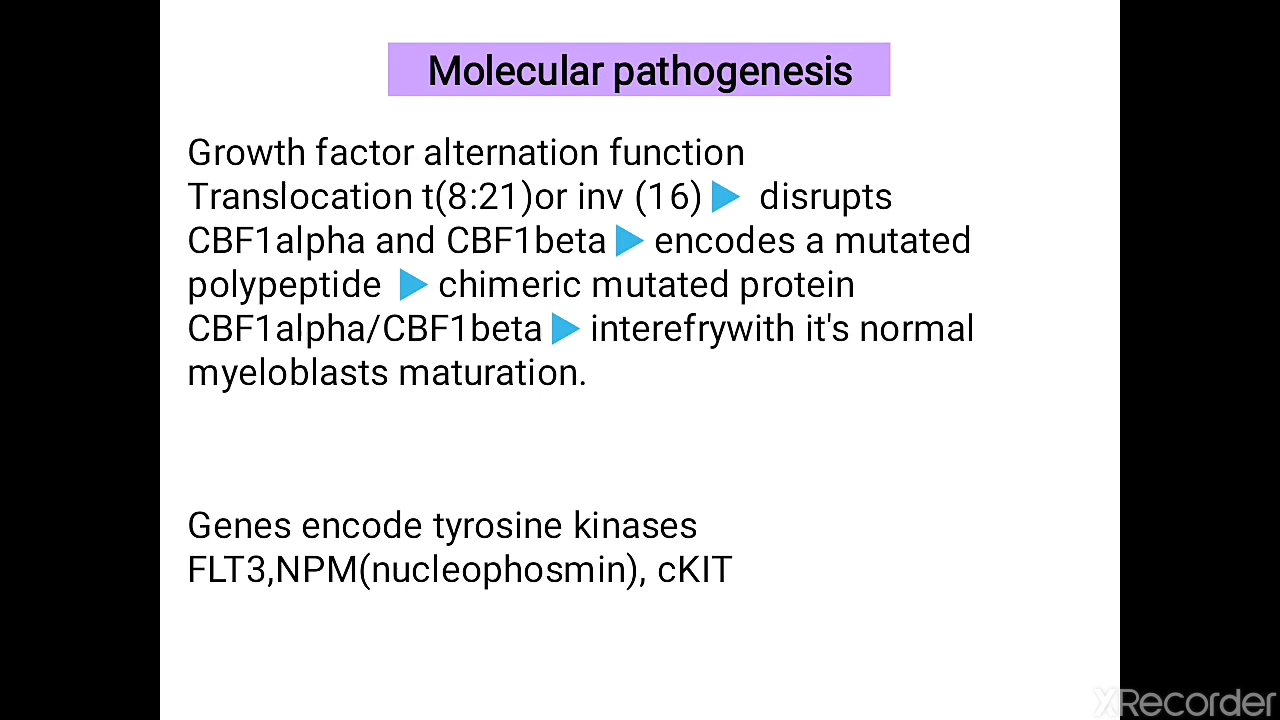 Molecular pathogenesis
Growth factor alternation function
Translocation t(8:21)or inv (16) ▶ disrupts
CBF1alpha and CBF1beta ▶ encodes a mutated
polypeptide ▶ chimeric mutated protein
CBF1alpha/CBF1beta ▶ interefrywith it's normal
myeloblasts maturation.
Genes encode tyrosine kinases
FLT3,NPM(nucleophosmin), cKIT
XRecorder